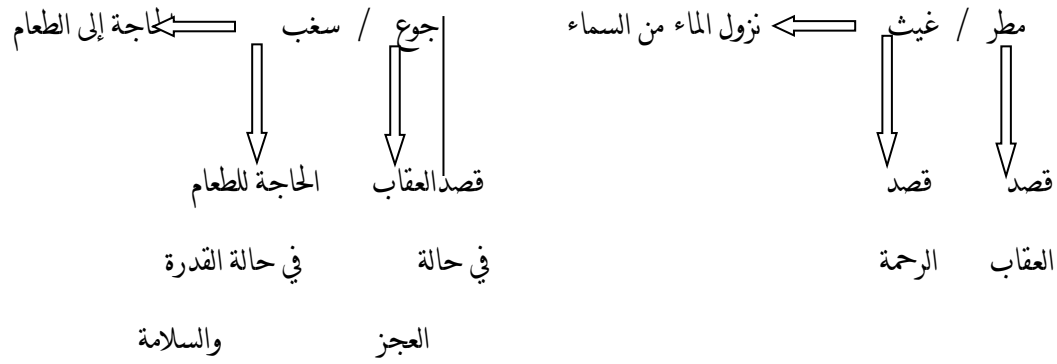 مطر / غيث نزول الماء من السماء جوع / سغب الحاجة إلى الطعام
قصد قصد قصد العقاب الحاجة للطعام
العقاب الرحمة في حالة في حالة القدرة
العجز والسلامة